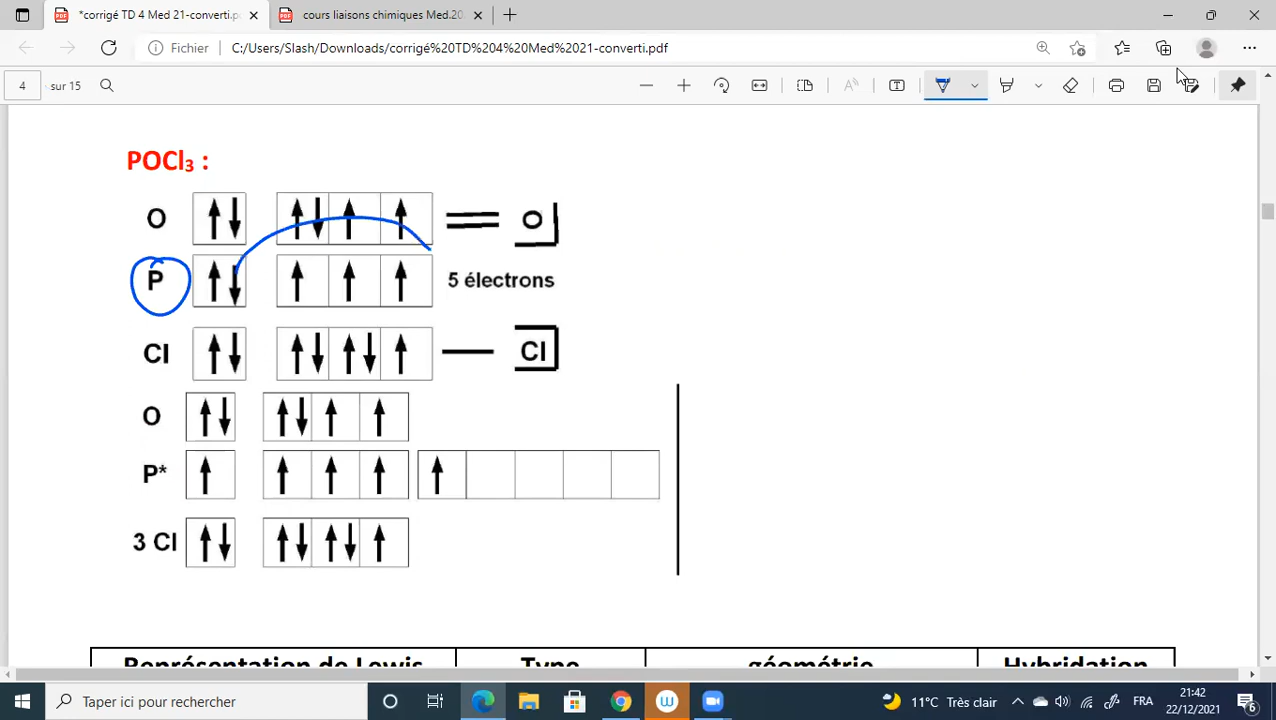 *corrigé TD 4 Med 21-converti.pd
cours liaisons chimiques Med.20
Fichier
C:/Users/Slash/Downloads/corrigé%20TD%204%20Med%2021-converti.pdf
4 sur 15
POCl₃ :
O
O
P
5 électrons
Cl
Cl
O
P*
3 Cl
Représentation de Lewis
Type
géométrie
Hybridation
Taper ici pour rechercher
W
11°C Très clair
FRA
21:42
22/12/2021
6